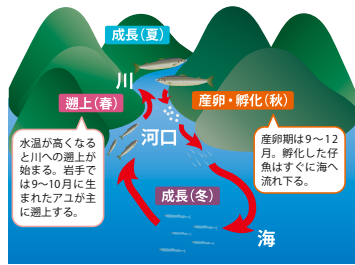 成長（夏）
川
遡上（春）
産卵・孵化（秋）
河口
水温が高くなる
と川への遡上が
始まる。岩手で
は9〜10月に生
まれたアユが主
に遡上する。
産卵期は9〜12
月。孵化した仔
魚はすぐに海へ
流れ下る。
成長（冬）
海